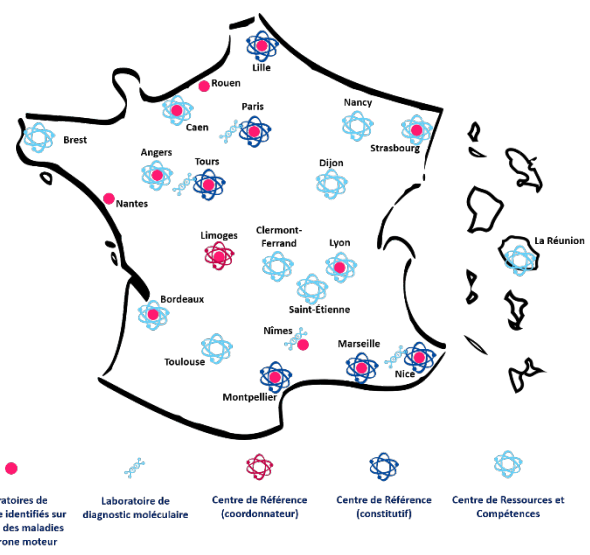 Lille
Rouen
Paris
Nancy
Caen
Brest
Strasbourg
Angers
Tours
Dijon
Nantes
La Réunion
Limoges
Clermont-
Ferrand
Lyon
Saint-Étienne
Bordeaux
Nîmes
Marseille
Toulouse
Nice
Montpellier
ratoires de
e identifiés sur
des maladies
rone moteur
Laboratoire de
diagnostic moléculaire
Centre de Référence
(coordonnateur)
Centre de Référence
(constitutif)
Centre de Ressources et
Compétences